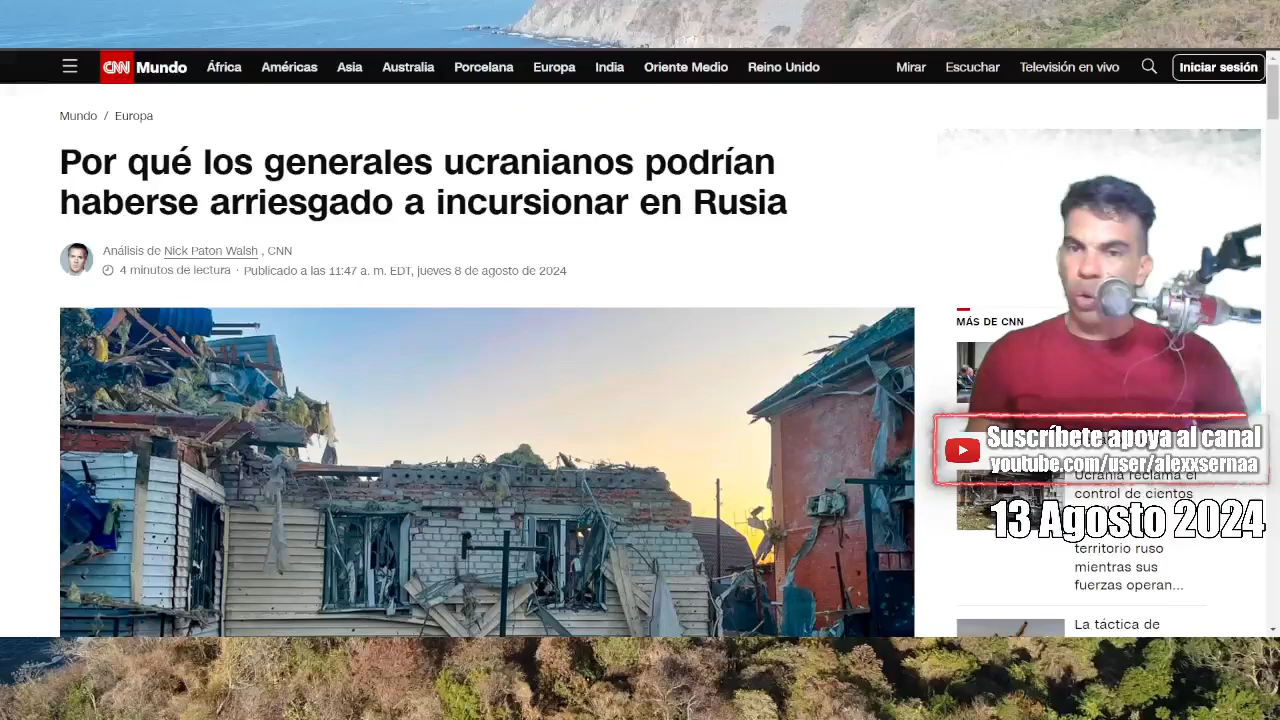 CNN Mundo África Américas Asia Australia Porcelana Europa India Oriente Medio Reino Unido Mirar Escuchar Televisión en vivo Iniciar sesión
Mundo / Europa
Por qué los generales ucranianos podrían
haberse arriesgado a incursionar en Rusia
Análisis de Nick Paton Walsh , CNN
4 minutos de lectura · Publicado a las 11:47 a. m. EDT, jueves 8 de agosto de 2024
MÁS DE CNN
Suscríbete apoya al canal
youtube.com/user/alexxsernaa
Ucrania reclama el
control de cientos
13 Agosto 2024
territorio ruso
mientras sus
fuerzas operan...
La táctica de